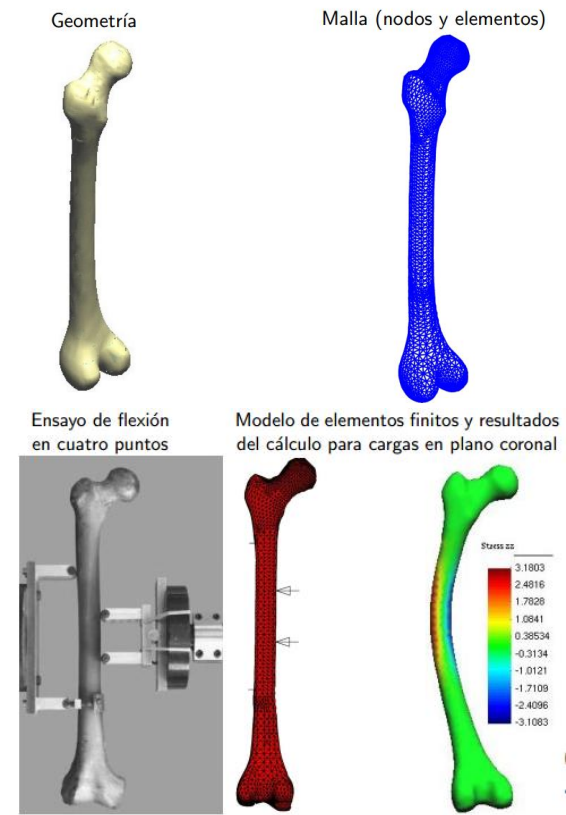 Geometría
Malla (nodos y elementos)
Ensayo de flexión
en cuatro puntos
Modelo de elementos finitos y resultados
del cálculo para cargas en plano coronal
Stress zz
3.1803
2.4816
1.7828
1.0841
0.38534
-0.3134
-1.0121
-1.7109
-2.4096
-3.1083